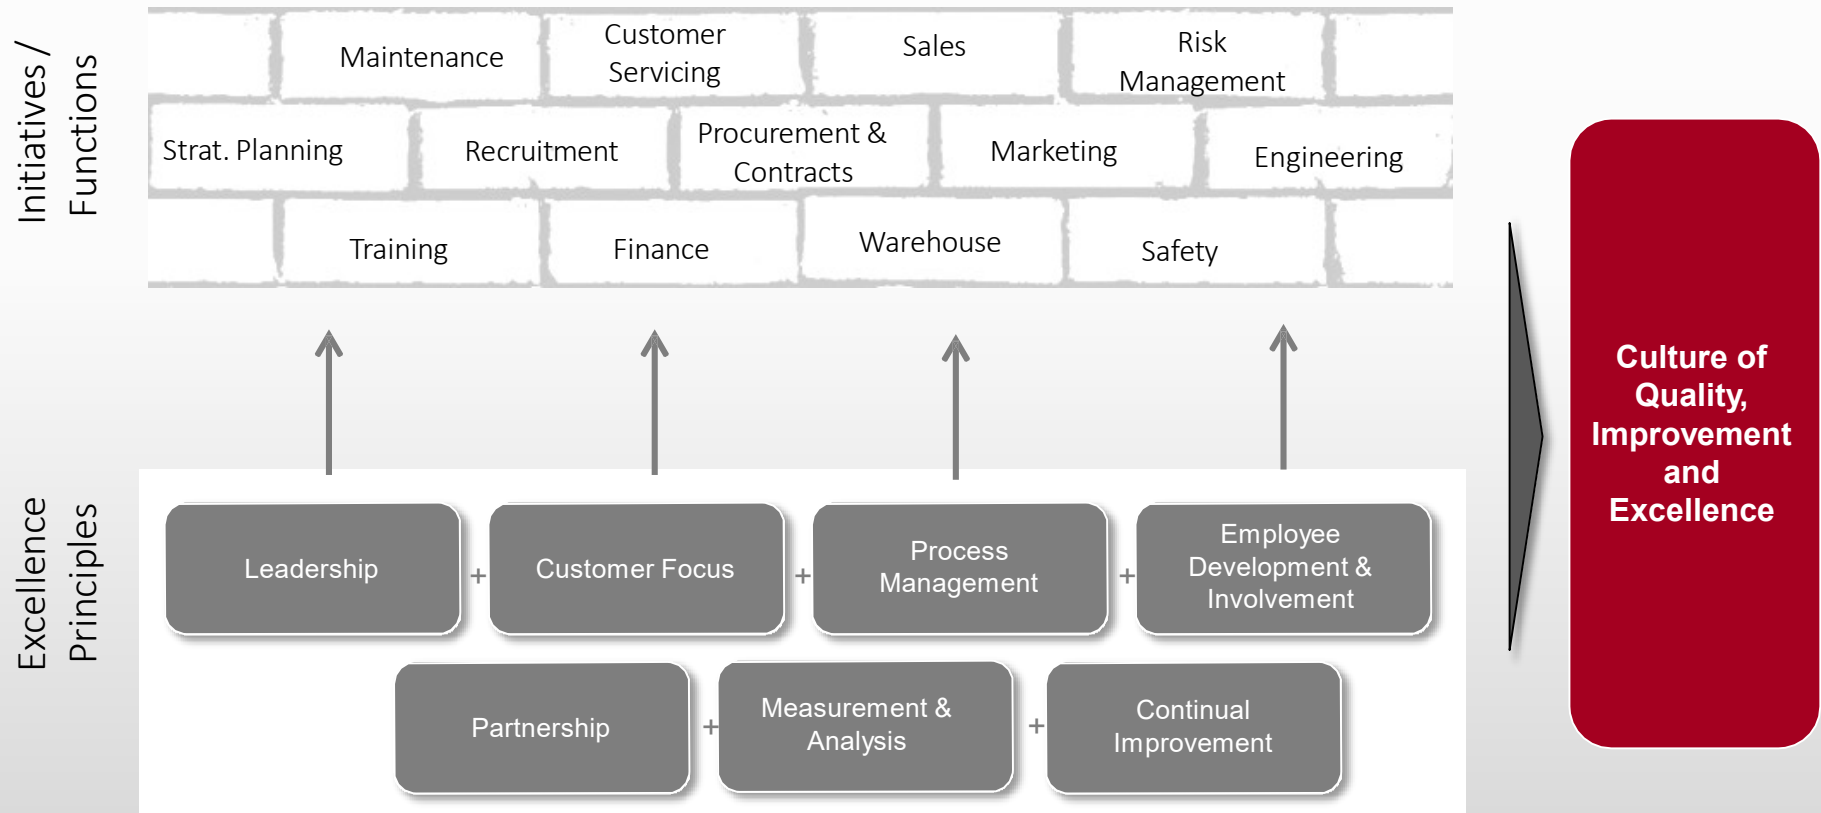 Initiatives /
Functions
Maintenance
Customer
Servicing
Sales
Risk
Management
Strat. Planning
Recruitment
Procurement &
Contracts
Marketing
Engineering
Training
Finance
Warehouse
Safety
Excellence
Principles
Leadership
+
Customer Focus
+
Process
Management
+
Employee
Development &
Involvement
Partnership
+
Measurement &
Analysis
+
Continual
Improvement
Culture of
Quality,
Improvement
and
Excellence